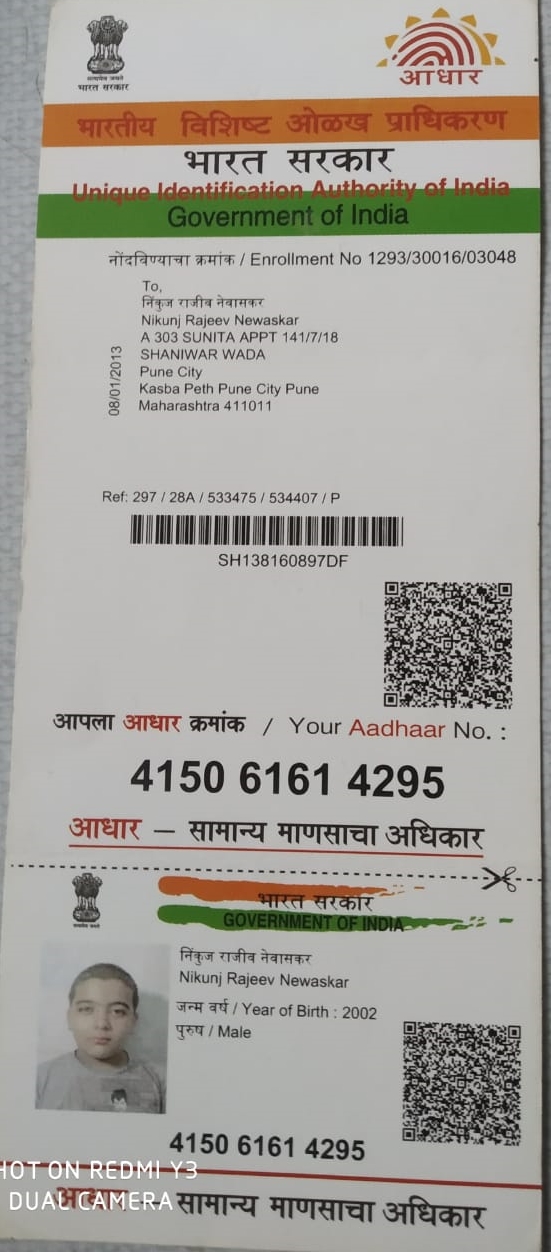 सत्यमेव जयते
भारत सरकार
आधार
भारतीय विशिष्ट ओळख प्राधिकरण
भारत सरकार
Unique Identification Authority of India
Government of India
नोंदविण्याचा क्रमांक / Enrollment No 1293/30016/03048
To,
निकुंज राजीव नेवासकर
Nikunj Rajeev Newaskar
A 303 SUNITA APPT 141/7/18
SHANIWAR WADA
Pune City
Kasba Peth Pune City Pune
Maharashtra 411011
08/01/2013
Ref: 297 / 28A / 533475 / 534407 / P
SH138160897DF
आपला आधार क्रमांक / Your Aadhaar No. :
4150 6161 4295
आधार – सामान्य माणसाचा अधिकार
भारत सरकार
GOVERNMENT OF INDIA
निकुंज राजीव नेवासकर
Nikunj Rajeev Newaskar
जन्म वर्ष / Year of Birth : 2002
पुरुष / Male
4150 6161 4295
HOT ON REDMI Y3
DUAL CAMERA
आधार – सामान्य माणसाचा अधिकार